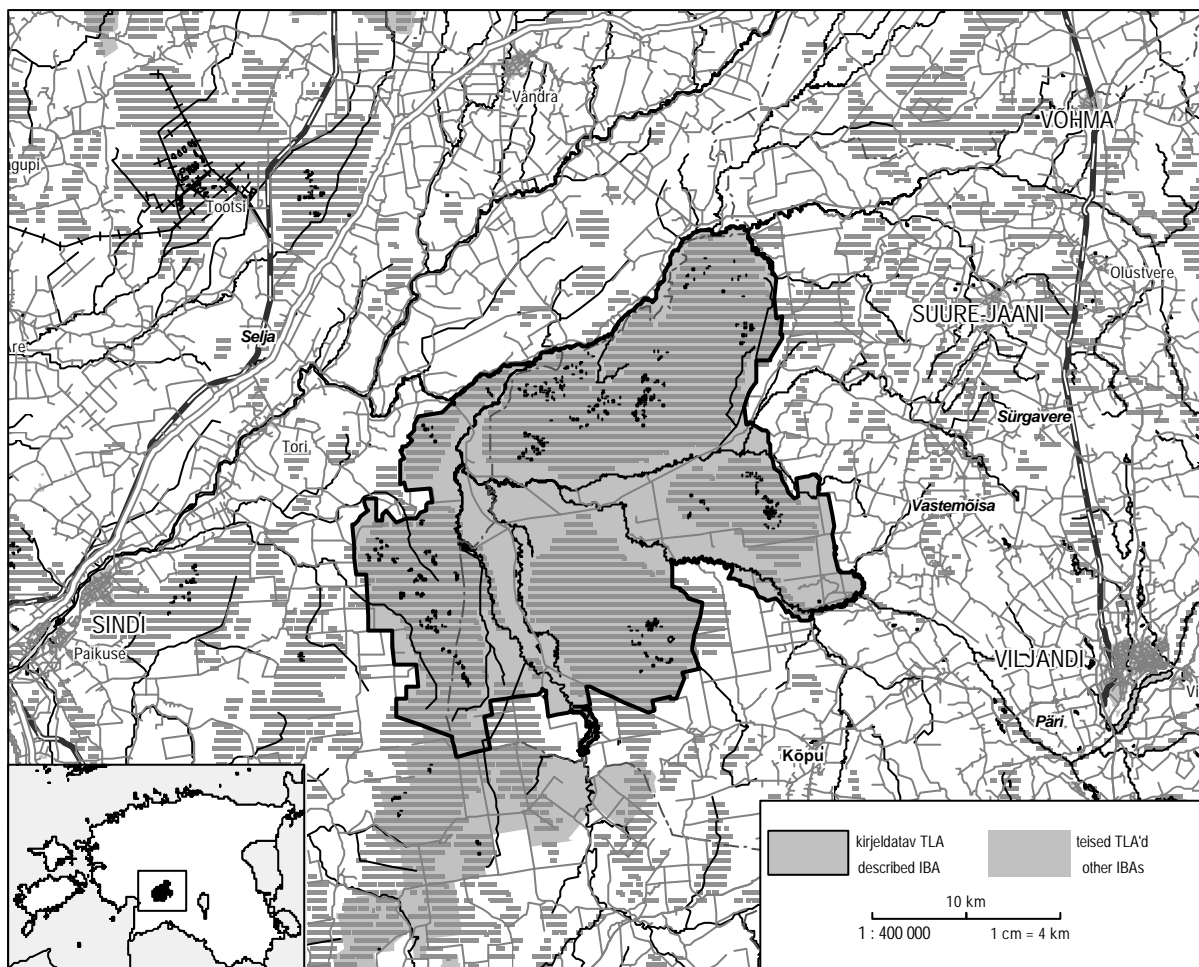 Vändra
VÕHMA
Tootsi
Olustvere
SUURE-JAANI
Selja
Sürgavere
Tori
Vastemõisa
SINDI
Paikuse
VILJANDI
Päri
Kõpu
kirjeldatav TLA
described IBA
teised TLA'd
other IBAs
10 km
1 : 400 000
1 cm = 4 km